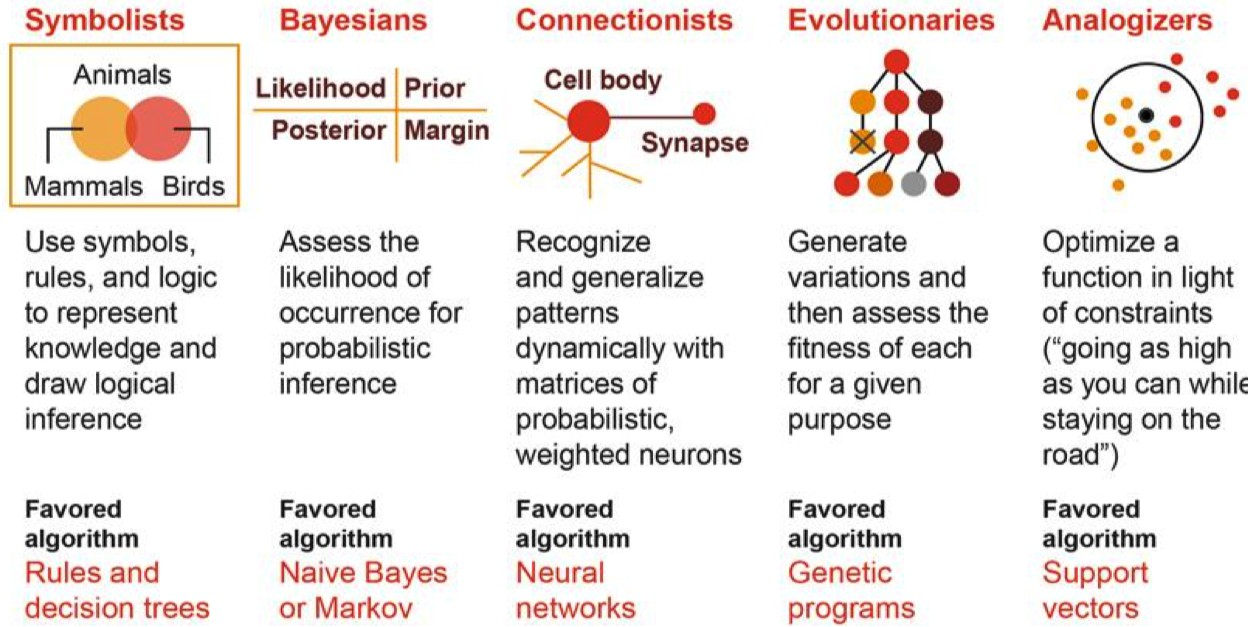 Symbolists
Animals
Mammals Birds
Use symbols,
rules, and logic
to represent
knowledge and
draw logical
inference
Favored
algorithm
Rules and
decision trees
Bayesians
Likelihood Prior
Posterior Margin
Assess the
likelihood of
occurrence for
probabilistic
inference
Favored
algorithm
Naive Bayes
or Markov
Connectionists
Cell body
Synapse
Recognize
and generalize
patterns
dynamically with
matrices of
probabilistic,
weighted neurons
Favored
algorithm
Neural
networks
Evolutionaries
Generate
variations and
then assess the
fitness of each
for a given
purpose
Favored
algorithm
Genetic
programs
Analogizers
Optimize a
function in light
of constraints
(“going as high
as you can while
staying on the
road”)
Favored
algorithm
Support
vectors